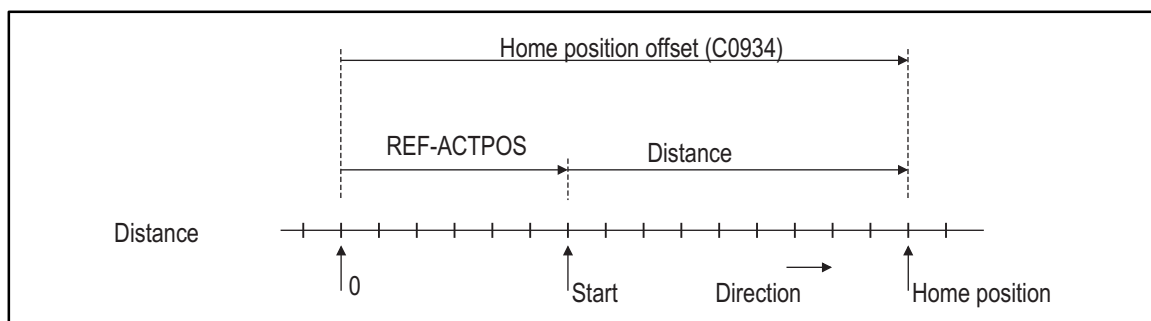 Home position offset (C0934)
REF-ACTPOS
Distance
Distance
0
Start
Direction
Home position